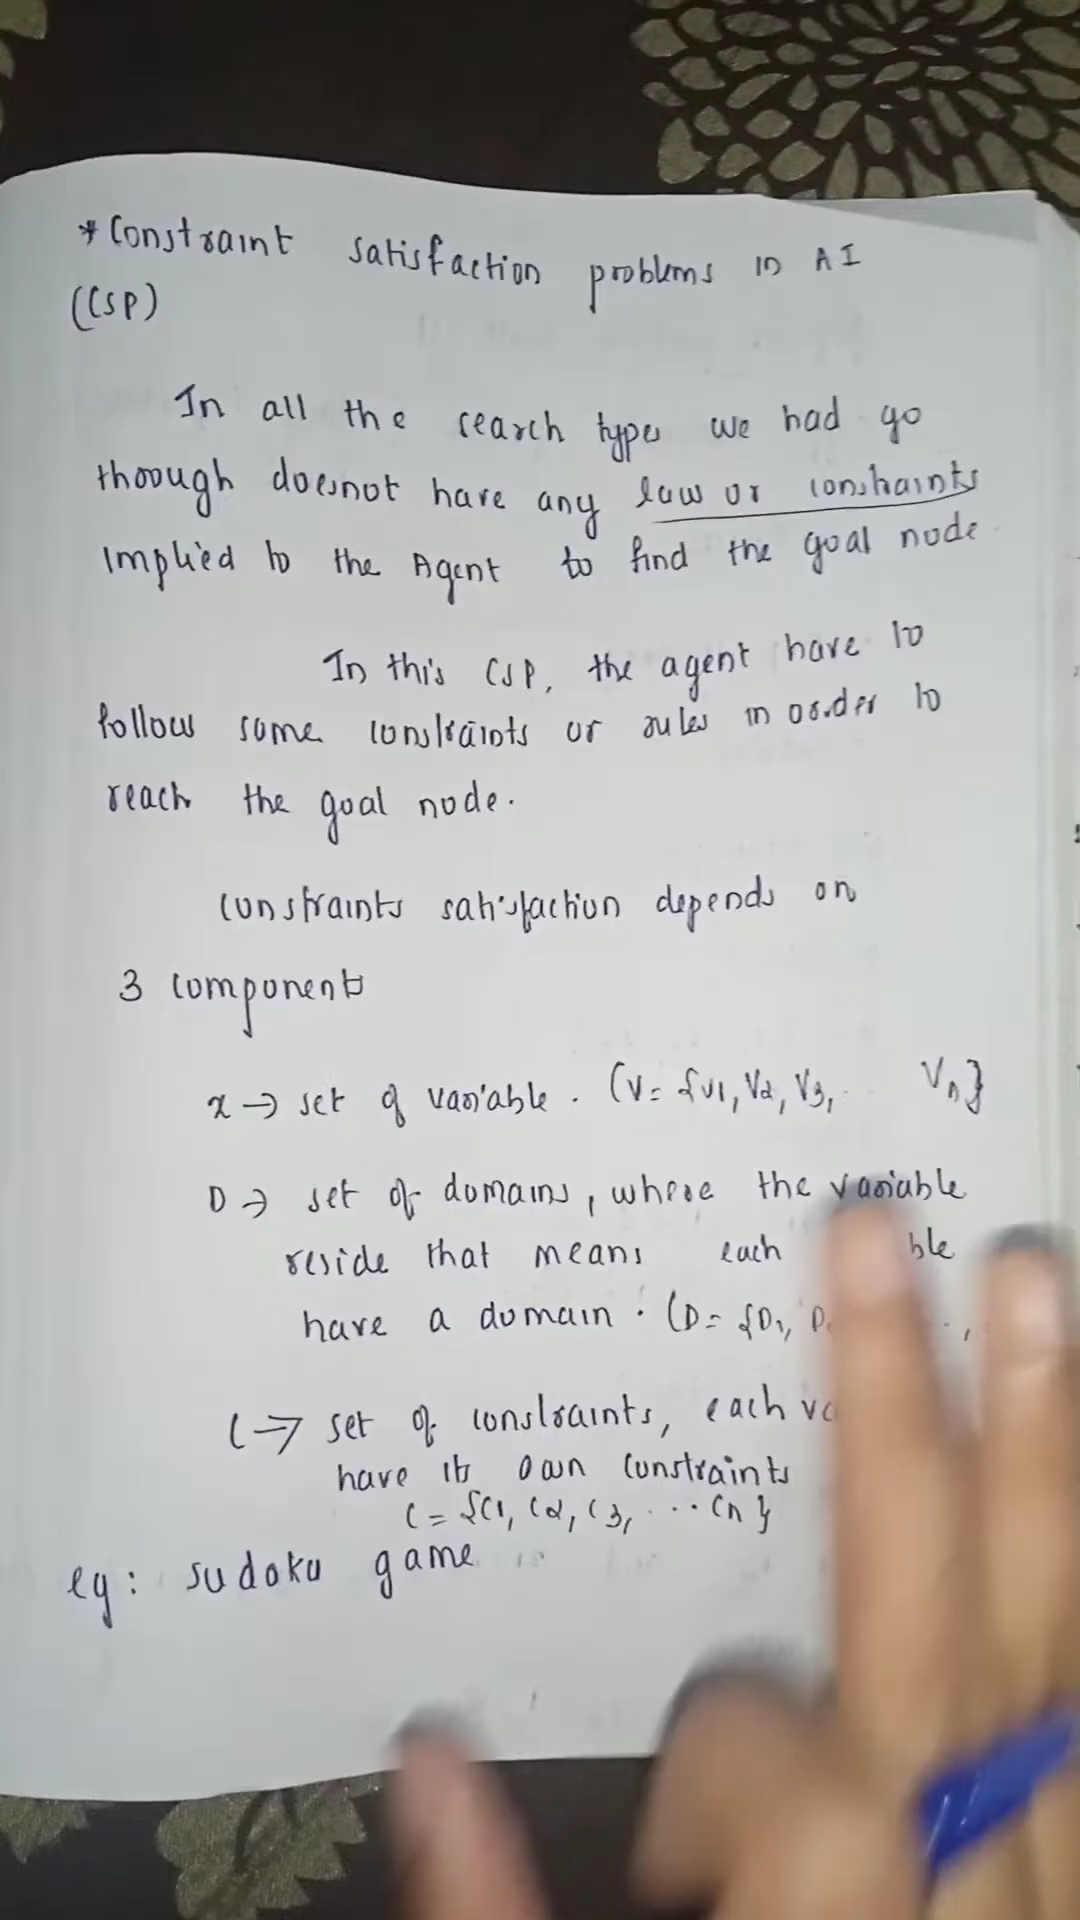 * Constraint satisfaction problems in AI
(CSP)
In all the search types we had go
through doesnot have any law or constraints
Implied to the Agent to find the goal node
In this CSP, the agent have to
follow some constraints or rules in order to
reach the goal node.
Constraints satisfaction depends on
3 components
x → set of variable. (V= {V1, V2, V3, .. Vn}
D → set of domains, where the variable
reside that means each ble
have a domain. (D= {D1, D
C → set of constraints, each va
have its own constraints
C = {C1, C2, C3, ... Cn}
eg: sudoku game